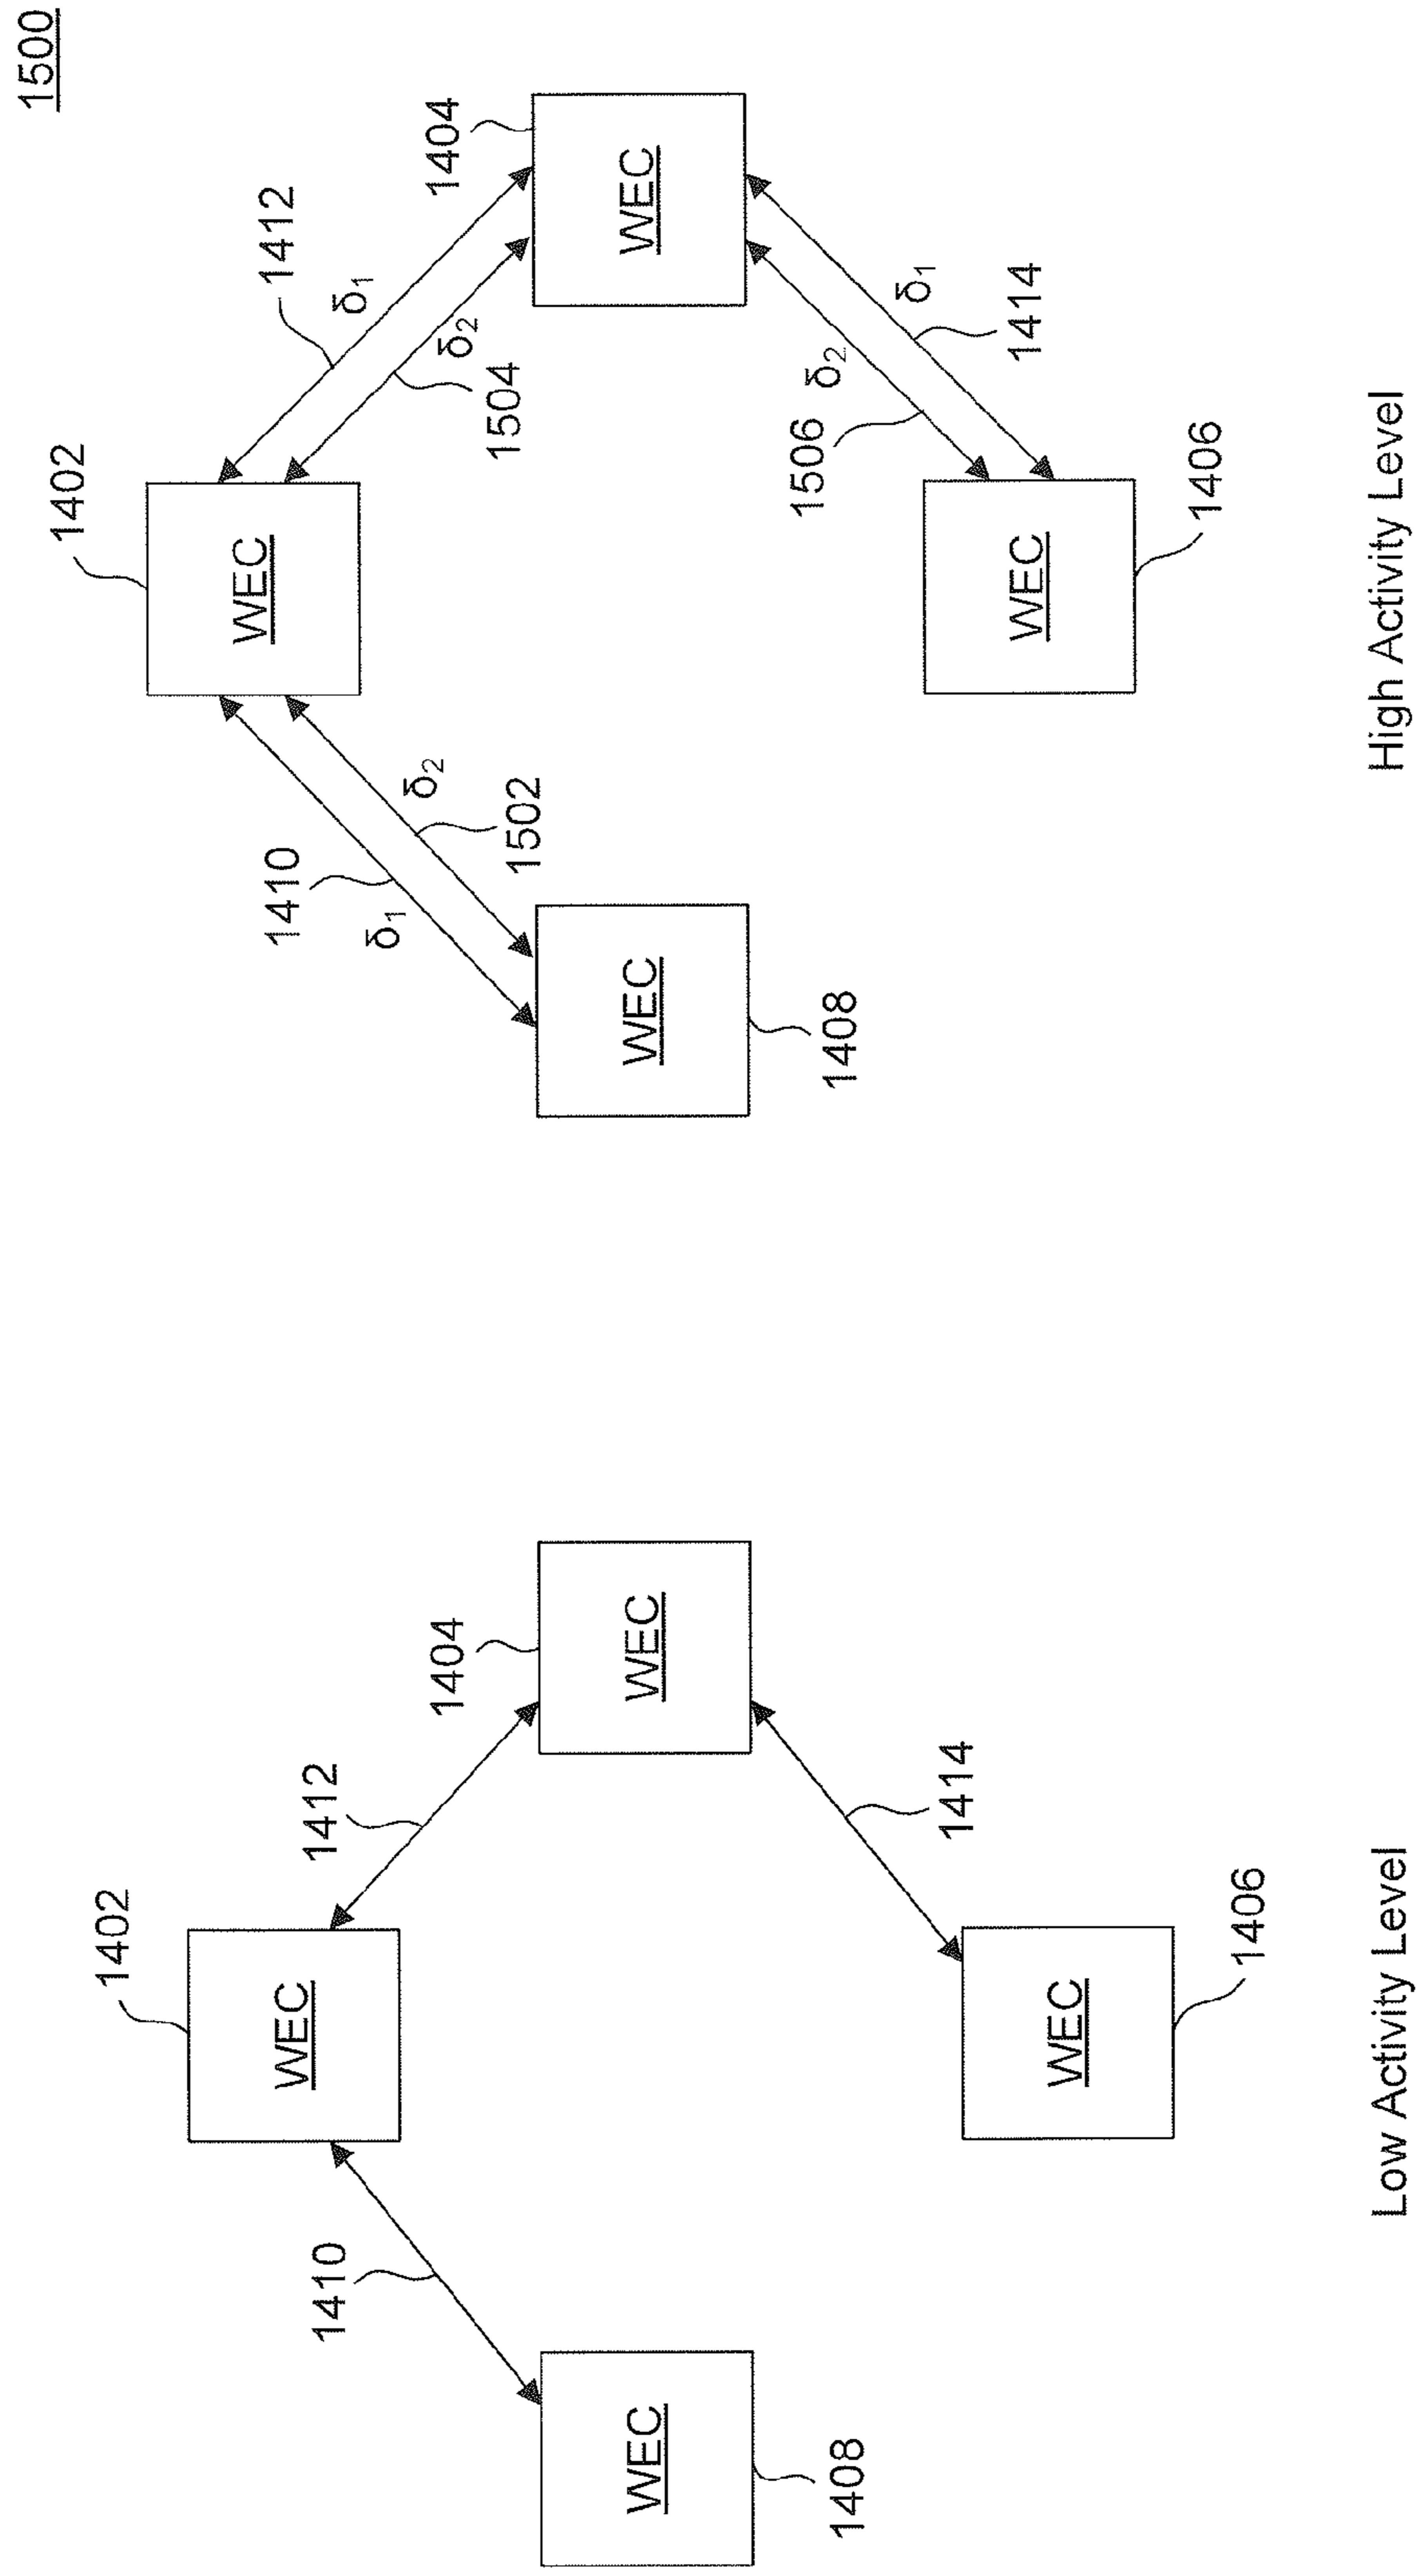 1500
1402
WEC
1410
1412
WEC
1404
WEC
1408
1414
WEC
1406
Low Activity Level
1402
WEC
1410
δ1
δ2
1502
1412
δ1
δ2
1504
WEC
1404
WEC
1408
1506
δ2
δ1
1414
WEC
1406
High Activity Level